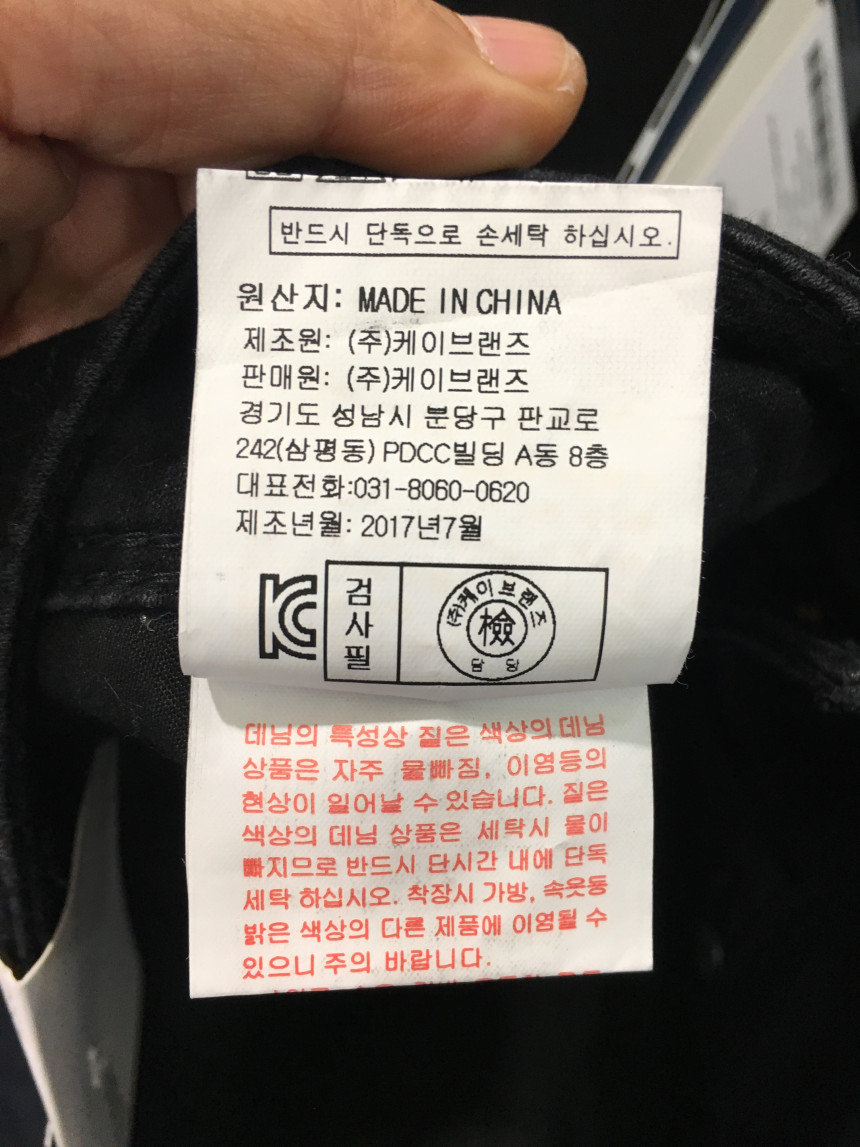 반드시 단독으로 손세탁 하십시오.
원산지: MADE IN CHINA
제조원: (주)케이브랜즈
판매원: (주)케이브랜즈
경기도 성남시 분당구 판교로
242(삼평동) PDCC빌딩 A동 8층
대표전화:031-8060-0620
제조년월: 2017년7월
검사필
(주)케이브랜즈
檢
담당
데님의 특성상 짙은 색상의 데님
상품은 자주 물빠짐, 이염등의
현상이 일어날 수 있습니다. 짙은
색상의 데님 상품은 세탁시 물이
빠지므로 반드시 단시간 내에 단독
세탁 하십시오. 착장시 가방, 속옷등
밝은 색상의 다른 제품에 이염될 수
있으니 주의 바랍니다.